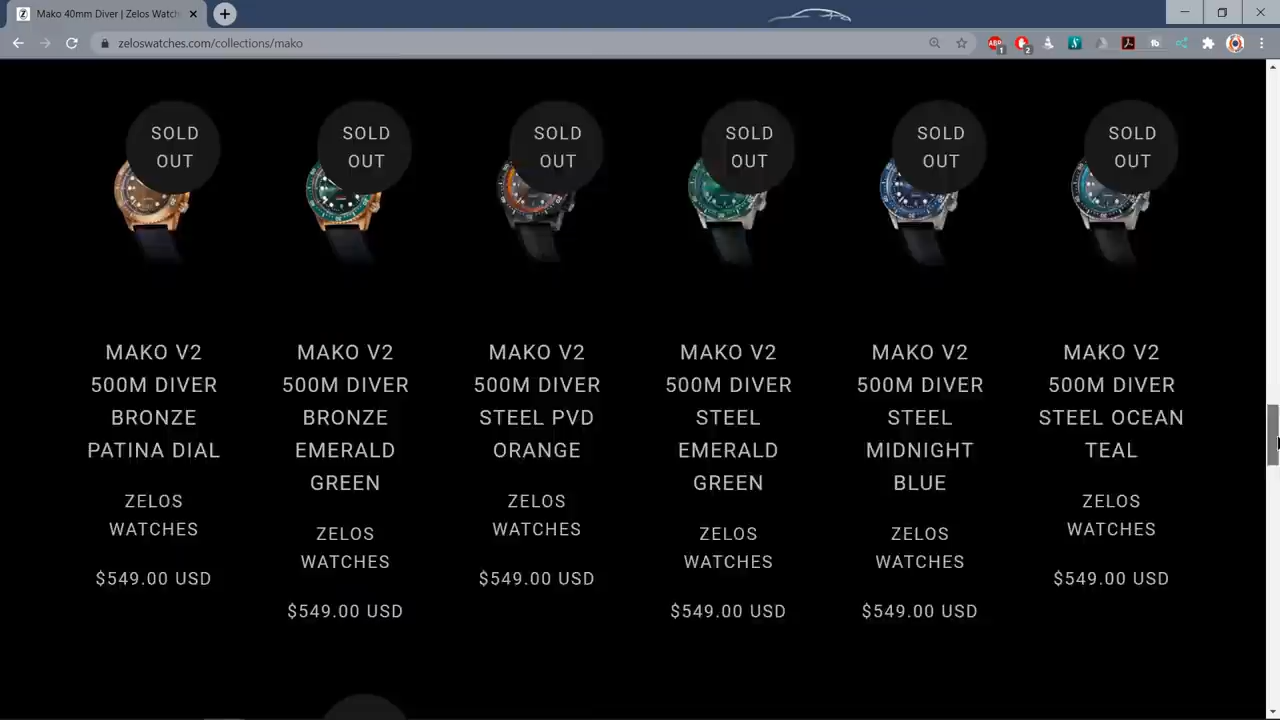 Mako 40mm Diver | Zelos Watch
zeloswatches.com/collections/mako
SOLD OUT
SOLD OUT
SOLD OUT
SOLD OUT
SOLD OUT
SOLD OUT
MAKO V2
500M DIVER
BRONZE
PATINA DIAL
ZELOS
WATCHES
$549.00 USD
MAKO V2
500M DIVER
BRONZE
EMERALD
GREEN
ZELOS
WATCHES
$549.00 USD
MAKO V2
500M DIVER
STEEL PVD
ORANGE
ZELOS
WATCHES
$549.00 USD
MAKO V2
500M DIVER
STEEL
EMERALD
GREEN
ZELOS
WATCHES
$549.00 USD
MAKO V2
500M DIVER
STEEL
MIDNIGHT
BLUE
ZELOS
WATCHES
$549.00 USD
MAKO V2
500M DIVER
STEEL OCEAN
TEAL
ZELOS
WATCHES
$549.00 USD